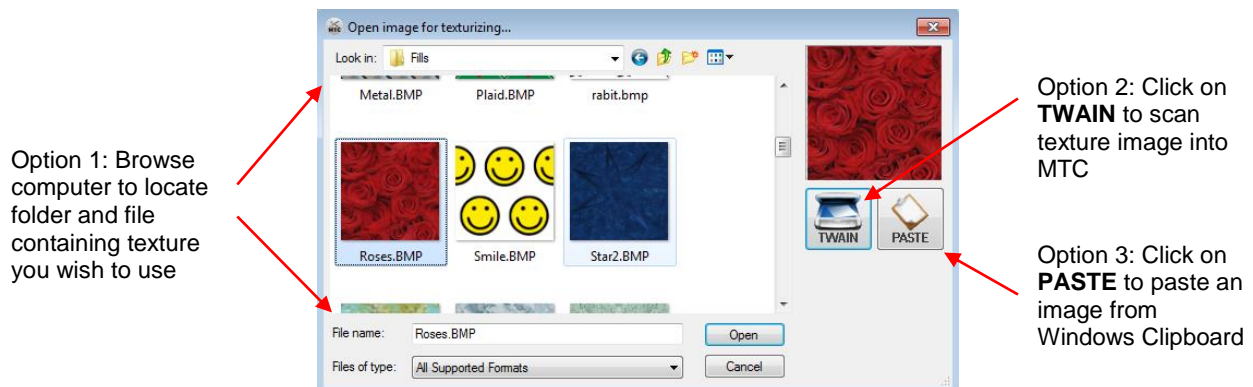 Open image for texturizing...
Look in: Fills
Metal.BMP Plaid.BMP rabit.bmp
Roses.BMP Smile.BMP Star2.BMP
File name: Roses.BMP Open
Files of type: All Supported Formats Cancel
TWAIN PASTE
Option 1: Browse
computer to locate
folder and file
containing texture
you wish to use
Option 2: Click on
TWAIN to scan
texture image into
MTC
Option 3: Click on
PASTE to paste an
image from
Windows Clipboard